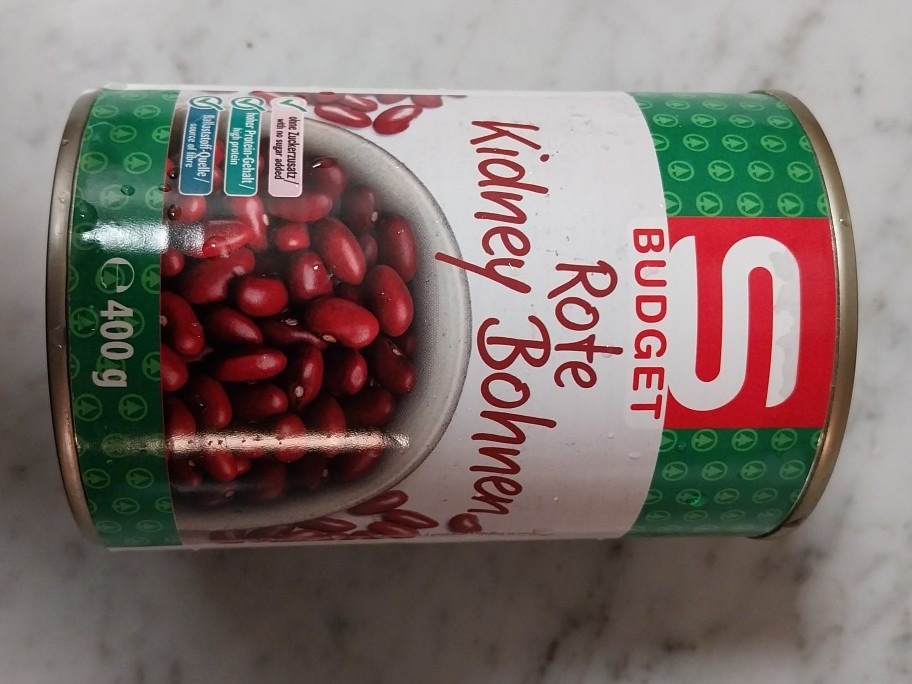 S
BUDGET
Rote
Kidney Bohnen
ohne Zuckerzusatz /
with no sugar added
hoher Protein-Gehalt /
high protein
Ballaststoff-Quelle /
source of fibre
℮ 400 g